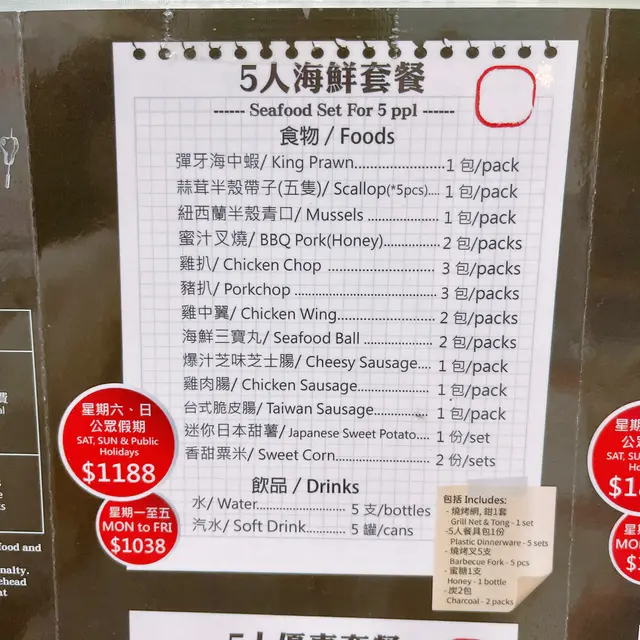 5人海鮮套餐
------ Seafood Set For 5 ppl ------
食物 / Foods
彈牙海中蝦/ King Prawn........................1 包/pack
蒜茸半殼帶子(五隻)/ Scallop(*5pcs)....1 包/pack
紐西蘭半殼青口/ Mussels ..................1 包/pack
蜜汁叉燒/ BBQ Pork(Honey)...............2 包/packs
雞扒/ Chicken Chop ............................3 包/packs
豬扒/ Porkchop ...................................3 包/packs
雞中翼/ Chicken Wing........................2 包/packs
海鮮三寶丸/ Seafood Ball .................2 包/packs
爆汁芝味芝士腸/ Cheesy Sausage....1 包/pack
雞肉腸/ Chicken Sausage....................1 包/pack
台式脆皮腸/ Taiwan Sausage..............1 包/pack
迷你日本甜薯/ Japanese Sweet Potato....1 份/set
香甜粟米/ Sweet Corn.......................2 份/sets
飲品 / Drinks
水/ Water...................... 5 支/bottles
汽水/ Soft Drink............ 5 罐/cans
星期六、日
公眾假期
SAT, SUN & Public
Holidays
$1188
星期一至五
MON to FRI
$1038
包括 Includes:
- 燒烤網, 鉗1套
Grill Net & Tong - 1 set
-5人餐具包1份
Plastic Dinnerware - 5 sets
- 燒烤叉5支
Barbecue Fork - 5 pcs
- 蜜糖1支
Honey - 1 bottle
- 炭2包
Charcoal - 2 packs
food and
nalty.
ehead
nt